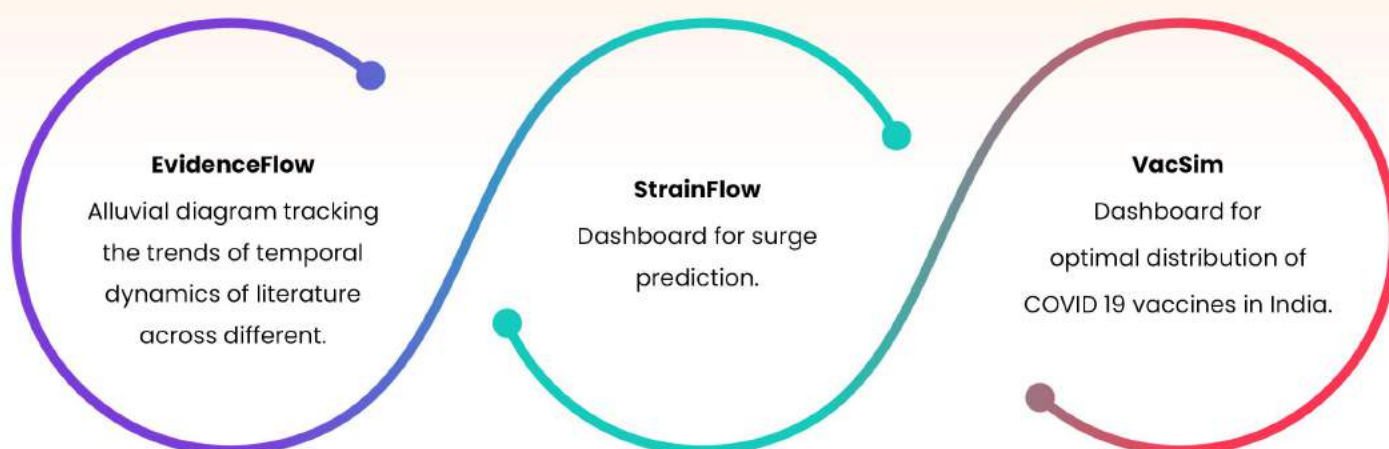 EvidenceFlow
Alluvial diagram tracking
the trends of temporal
dynamics of literature
across different.
StrainFlow
Dashboard for surge
prediction.
VacSim
Dashboard for
optimal distribution of
COVID 19 vaccines in India.